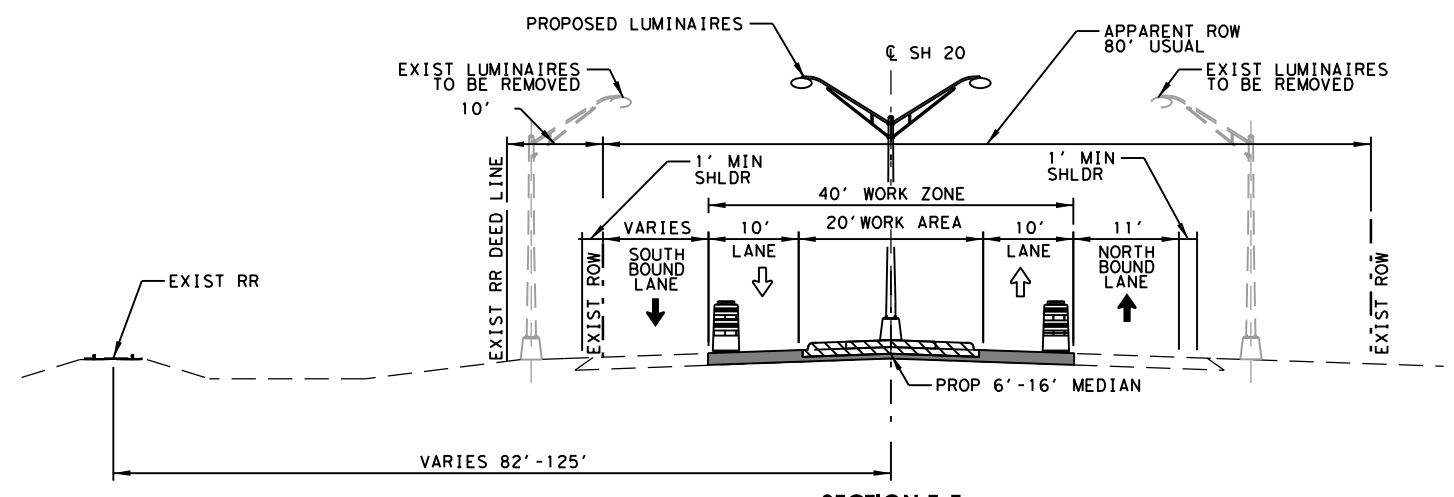 PROPOSED LUMINAIRES
℄ SH 20
APPARENT ROW
80' USUAL
EXIST LUMINAIRES
TO BE REMOVED
10'
EXIST LUMINAIRES
TO BE REMOVED
1' MIN
SHLDR
1' MIN
SHLDR
40' WORK ZONE
VARIES
10'
20' WORK AREA
10'
11'
SOUTH
BOUND
LANE
LANE
LANE
NORTH
BOUND
LANE
EXIST RR DEED LINE
EXIST ROW
EXIST ROW
EXIST RR
PROP 6'-16' MEDIAN
VARIES 82'-125'